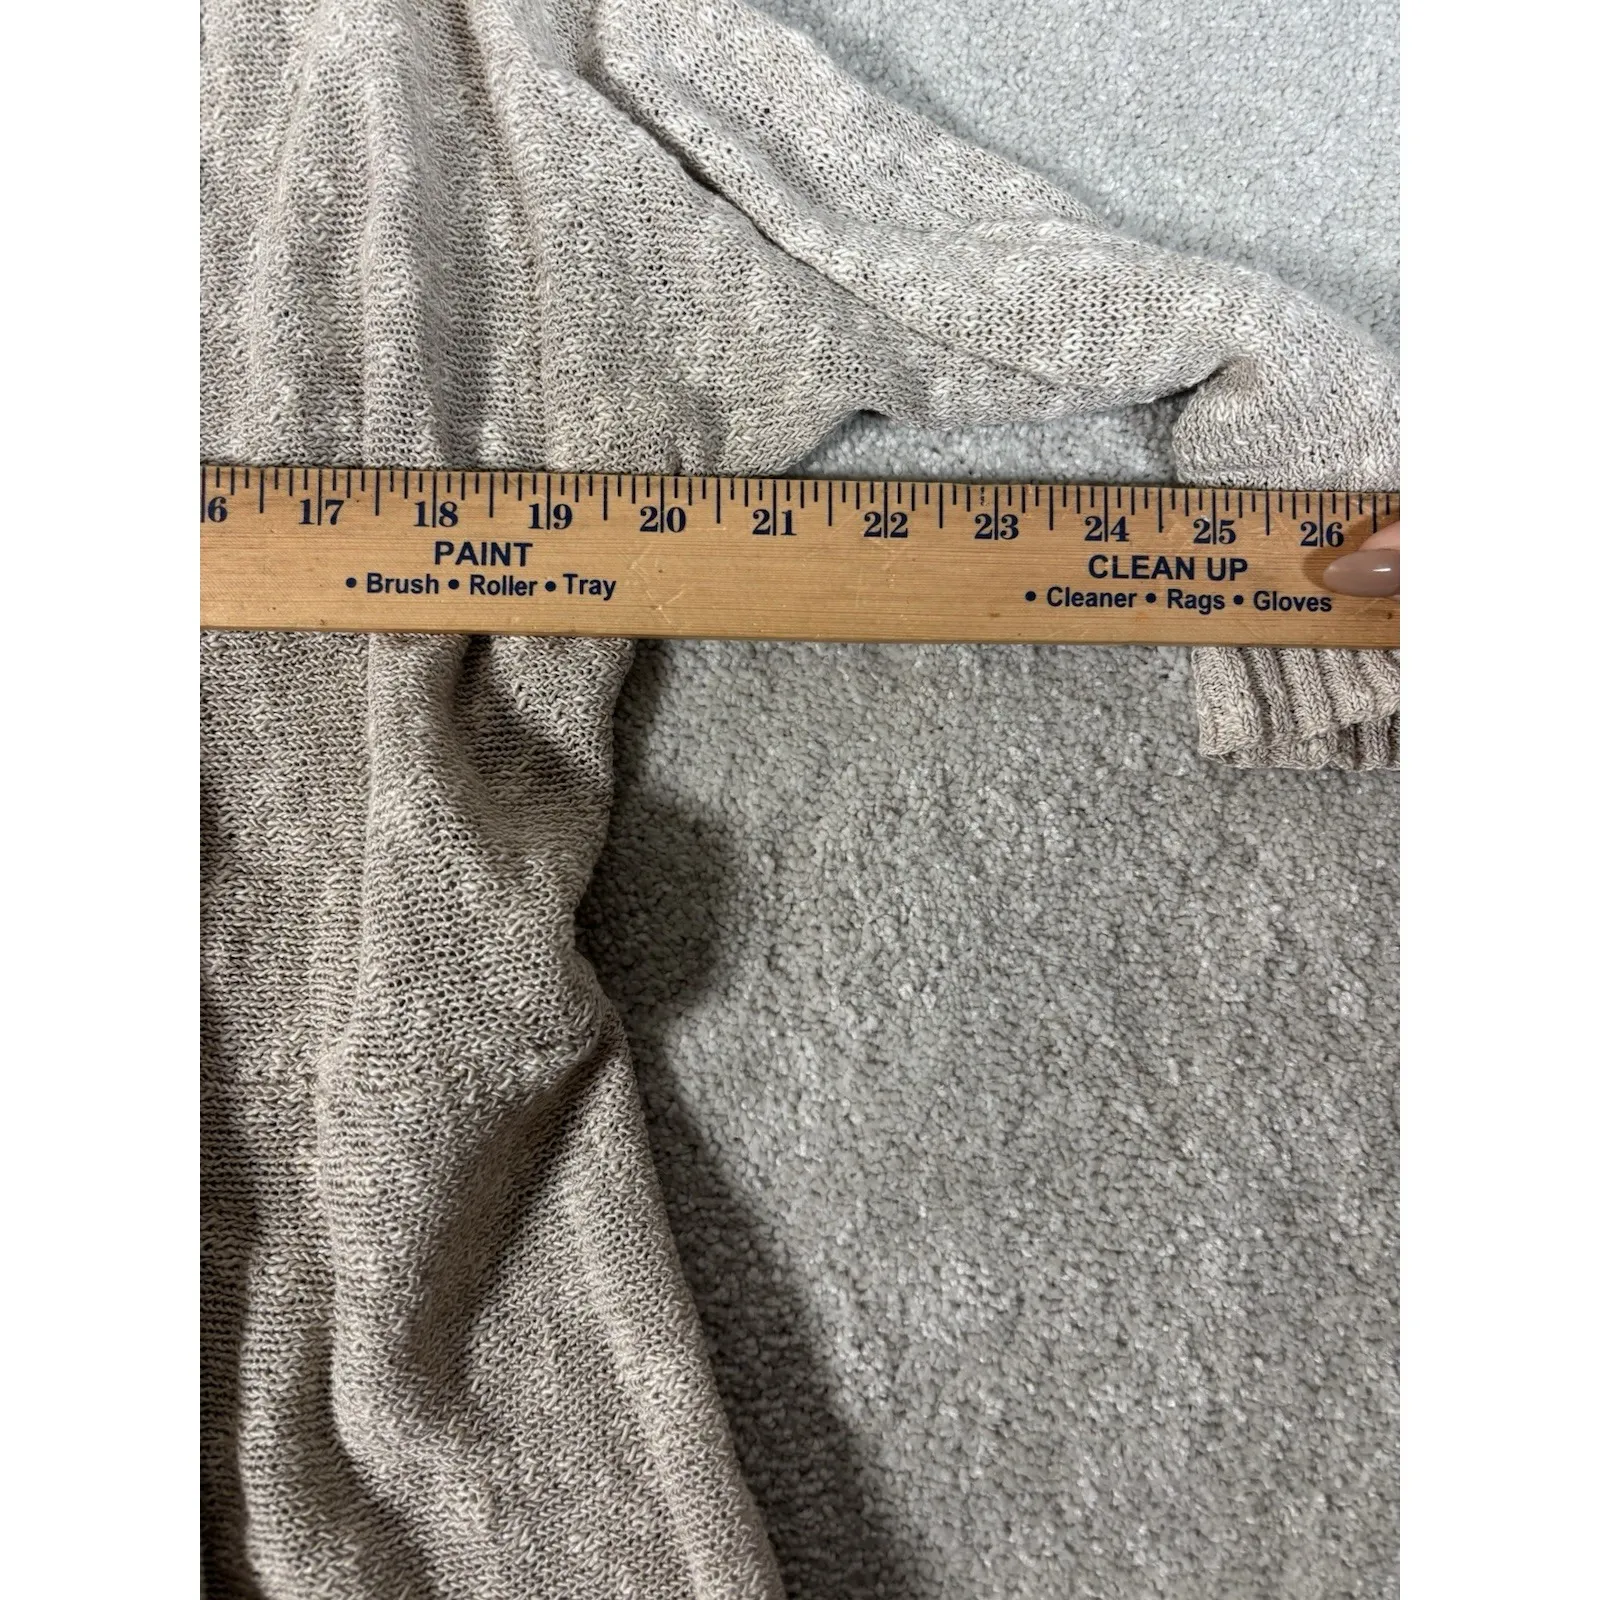 16 17 18 19 20 21 22 23 24 25 26
PAINT
• Brush • Roller • Tray
CLEAN UP
• Cleaner • Rags • Gloves